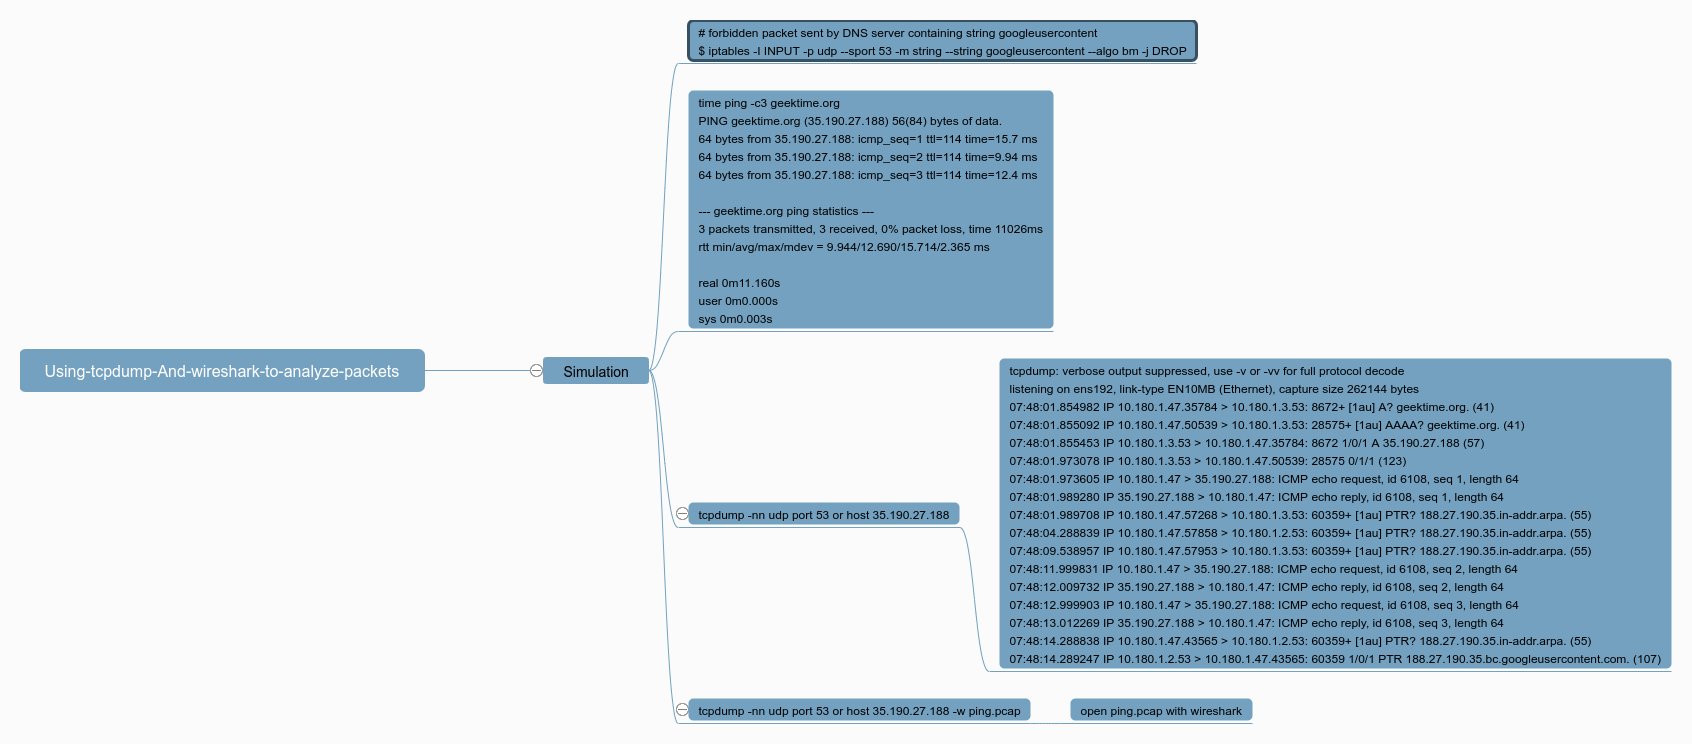 # forbidden packet sent by DNS server containing string googleusercontent
$ iptables -I INPUT -p udp --sport 53 -m string --string googleusercontent --algo bm -j DROP
time ping -c3 geektime.org
PING geektime.org (35.190.27.188) 56(84) bytes of data.
64 bytes from 35.190.27.188: icmp_seq=1 ttl=114 time=15.7 ms
64 bytes from 35.190.27.188: icmp_seq=2 ttl=114 time=9.94 ms
64 bytes from 35.190.27.188: icmp_seq=3 ttl=114 time=12.4 ms
--- geektime.org ping statistics ---
3 packets transmitted, 3 received, 0% packet loss, time 11026ms
rtt min/avg/max/mdev = 9.944/12.690/15.714/2.365 ms
real 0m11.160s
user 0m0.000s
sys 0m0.003s
Using-tcpdump-And-wireshark-to-analyze-packets
Simulation
tcpdump -nn udp port 53 or host 35.190.27.188
tcpdump: verbose output suppressed, use -v or -vv for full protocol decode
listening on ens192, link-type EN10MB (Ethernet), capture size 262144 bytes
07:48:01.854982 IP 10.180.1.47.35784 > 10.180.1.3.53: 8672+ [1au] A? geektime.org. (41)
07:48:01.855092 IP 10.180.1.47.50539 > 10.180.1.3.53: 28575+ [1au] AAAA? geektime.org. (41)
07:48:01.855453 IP 10.180.1.3.53 > 10.180.1.47.35784: 8672 1/0/1 A 35.190.27.188 (57)
07:48:01.973078 IP 10.180.1.3.53 > 10.180.1.47.50539: 28575 0/1/1 (123)
07:48:01.973605 IP 10.180.1.47 > 35.190.27.188: ICMP echo request, id 6108, seq 1, length 64
07:48:01.989280 IP 35.190.27.188 > 10.180.1.47: ICMP echo reply, id 6108, seq 1, length 64
07:48:01.989708 IP 10.180.1.47.57268 > 10.180.1.3.53: 60359+ [1au] PTR? 188.27.190.35.in-addr.arpa. (55)
07:48:04.288839 IP 10.180.1.47.57858 > 10.180.1.2.53: 60359+ [1au] PTR? 188.27.190.35.in-addr.arpa. (55)
07:48:09.538957 IP 10.180.1.47.57953 > 10.180.1.3.53: 60359+ [1au] PTR? 188.27.190.35.in-addr.arpa. (55)
07:48:11.999831 IP 10.180.1.47 > 35.190.27.188: ICMP echo request, id 6108, seq 2, length 64
07:48:12.009732 IP 35.190.27.188 > 10.180.1.47: ICMP echo reply, id 6108, seq 2, length 64
07:48:12.999903 IP 10.180.1.47 > 35.190.27.188: ICMP echo request, id 6108, seq 3, length 64
07:48:13.012269 IP 35.190.27.188 > 10.180.1.47: ICMP echo reply, id 6108, seq 3, length 64
07:48:14.288838 IP 10.180.1.47.43565 > 10.180.1.2.53: 60359+ [1au] PTR? 188.27.190.35.in-addr.arpa. (55)
07:48:14.289247 IP 10.180.1.2.53 > 10.180.1.47.43565: 60359 1/0/1 PTR 188.27.190.35.bc.googleusercontent.com. (107)
tcpdump -nn udp port 53 or host 35.190.27.188 -w ping.pcap
open ping.pcap with wireshark